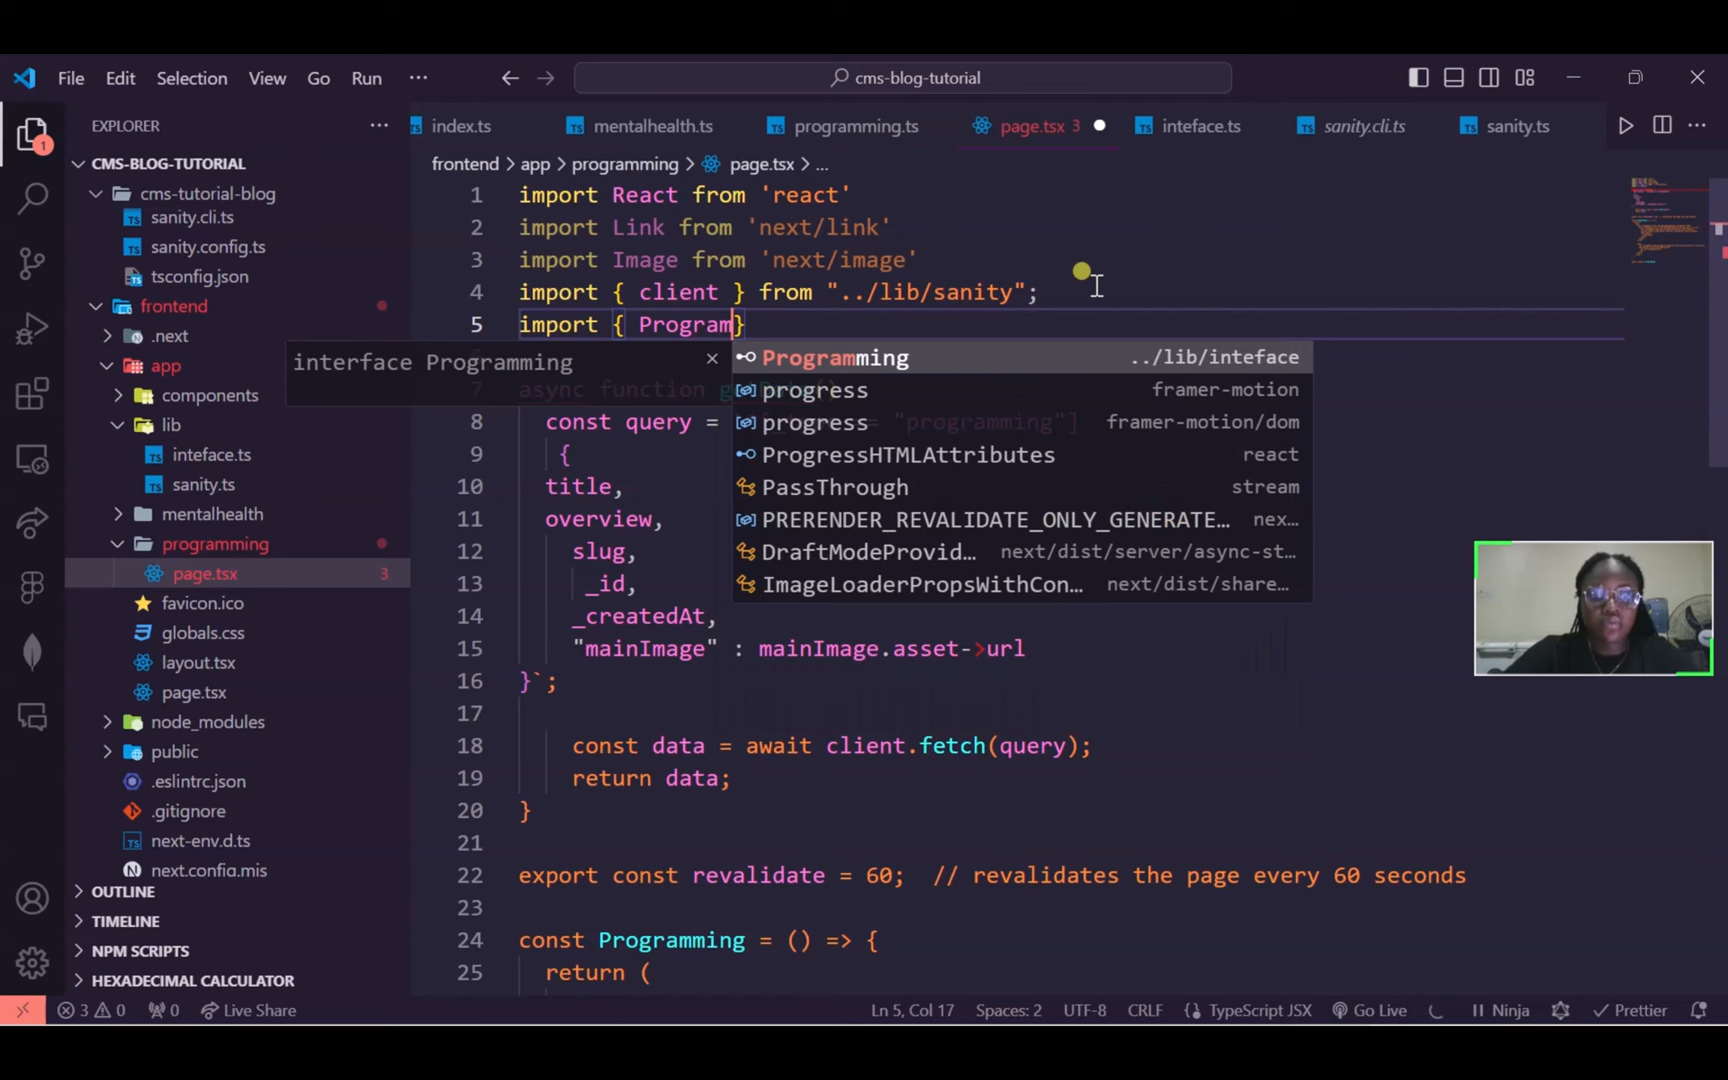 File Edit Selection View Go Run ··· cms-blog-tutorial
EXPLORER
CMS-BLOG-TUTORIAL
cms-tutorial-blog
sanity.cli.ts
sanity.config.ts
tsconfig.json
frontend
.next
app
components
lib
inteface.ts
sanity.ts
mentalhealth
programming
page.tsx 3
favicon.ico
globals.css
layout.tsx
page.tsx
node_modules
public
.eslintrc.json
.gitignore
next-env.d.ts
next.config.mjs
OUTLINE
TIMELINE
NPM SCRIPTS
HEXADECIMAL CALCULATOR
index.ts mentalhealth.ts programming.ts page.tsx 3 inteface.ts sanity.cli.ts sanity.ts
frontend > app > programming > page.tsx > ...
1 import React from 'react'
2 import Link from 'next/link'
3 import Image from 'next/image'
4 import { client } from "../lib/sanity";
5 import { Program}
interface Programming
Programming ../lib/inteface
progress framer-motion
progress framer-motion/dom
ProgressHTMLAttributes react
PassThrough stream
PRERENDER_REVALIDATE_ONLY_GENERATE… nex…
DraftModeProvid… next/dist/server/async-st…
ImageLoaderPropsWithCon… next/dist/share…
7 async function
8 const query = "programming"]
9 {
10 title,
11 overview,
12 slug,
13 _id,
14 _createdAt,
15 "mainImage" : mainImage.asset->url
16 }`;
17
18 const data = await client.fetch(query);
19 return data;
20 }
21
22 export const revalidate = 60; // revalidates the page every 60 seconds
23
24 const Programming = () => {
25 return (
3 0 0 Live Share Ln 5, Col 17 Spaces: 2 UTF-8 CRLF TypeScript JSX Go Live Ninja Prettier
1